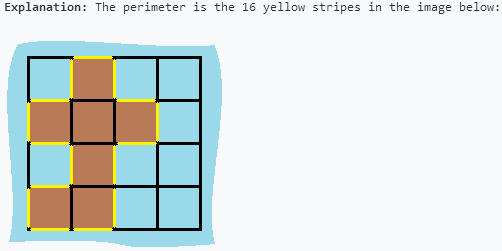 Explanation: The perimeter is the 16 yellow stripes in the image below: